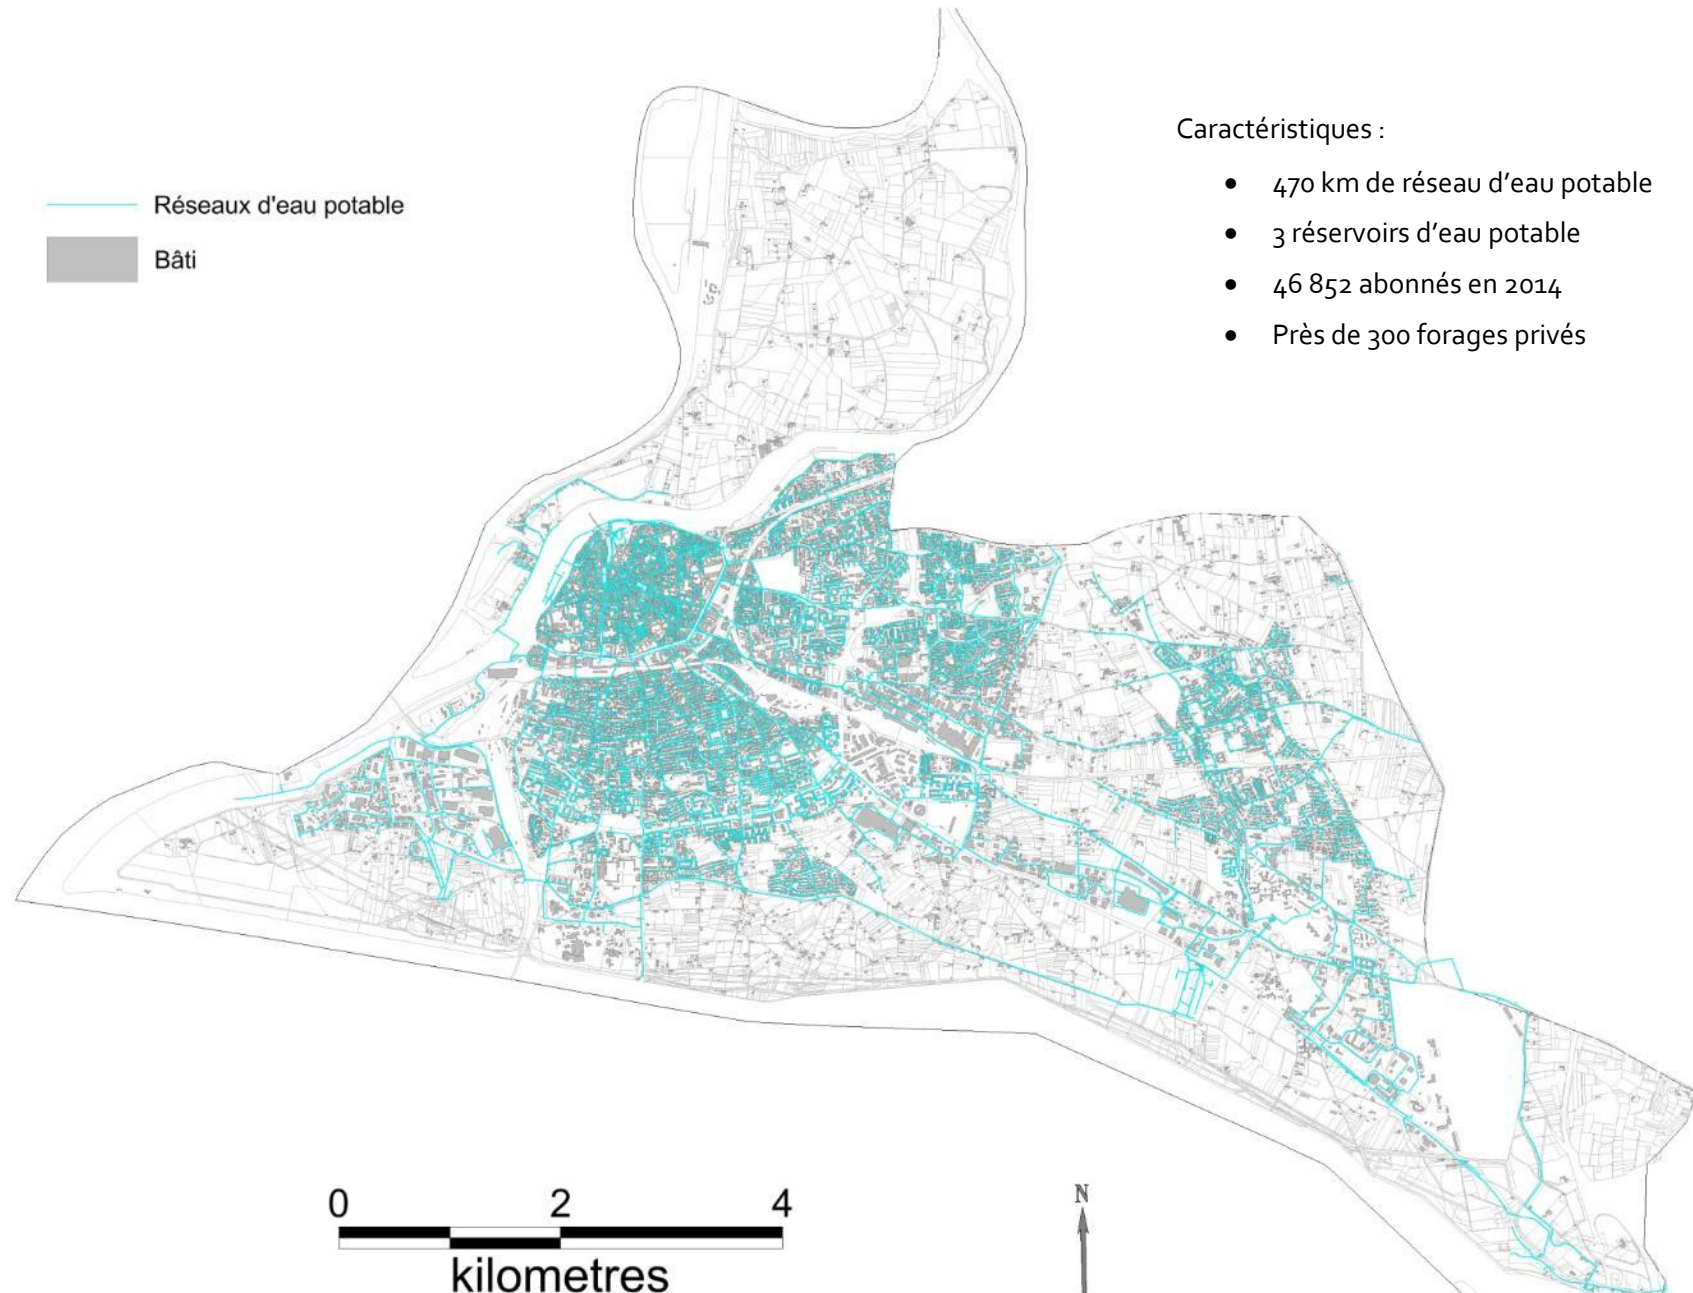 Caractéristiques :
• 470 km de réseau d'eau potable
• 3 réservoirs d'eau potable
• 46 852 abonnés en 2014
• Près de 300 forages privés
Réseaux d'eau potable
Bâti
0 2 4
kilometres
N